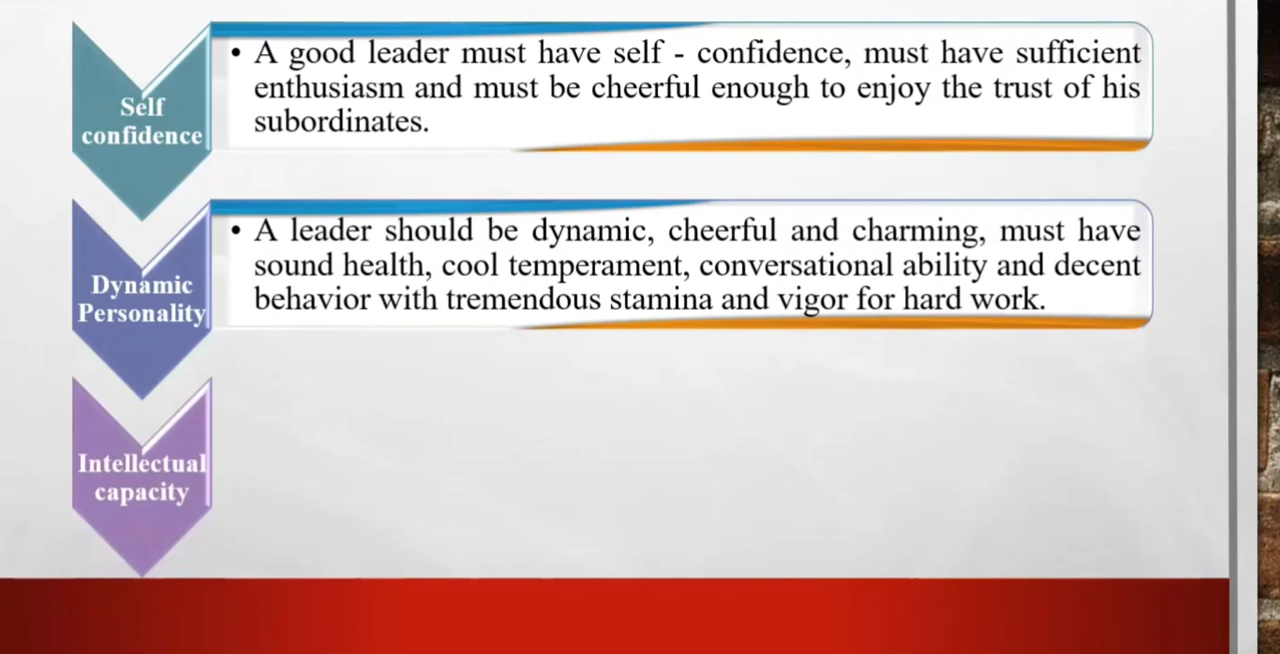 Self
confidence
• A good leader must have self - confidence, must have sufficient
enthusiasm and must be cheerful enough to enjoy the trust of his
subordinates.
Dynamic
Personality
• A leader should be dynamic, cheerful and charming, must have
sound health, cool temperament, conversational ability and decent
behavior with tremendous stamina and vigor for hard work.
Intellectual
capacity